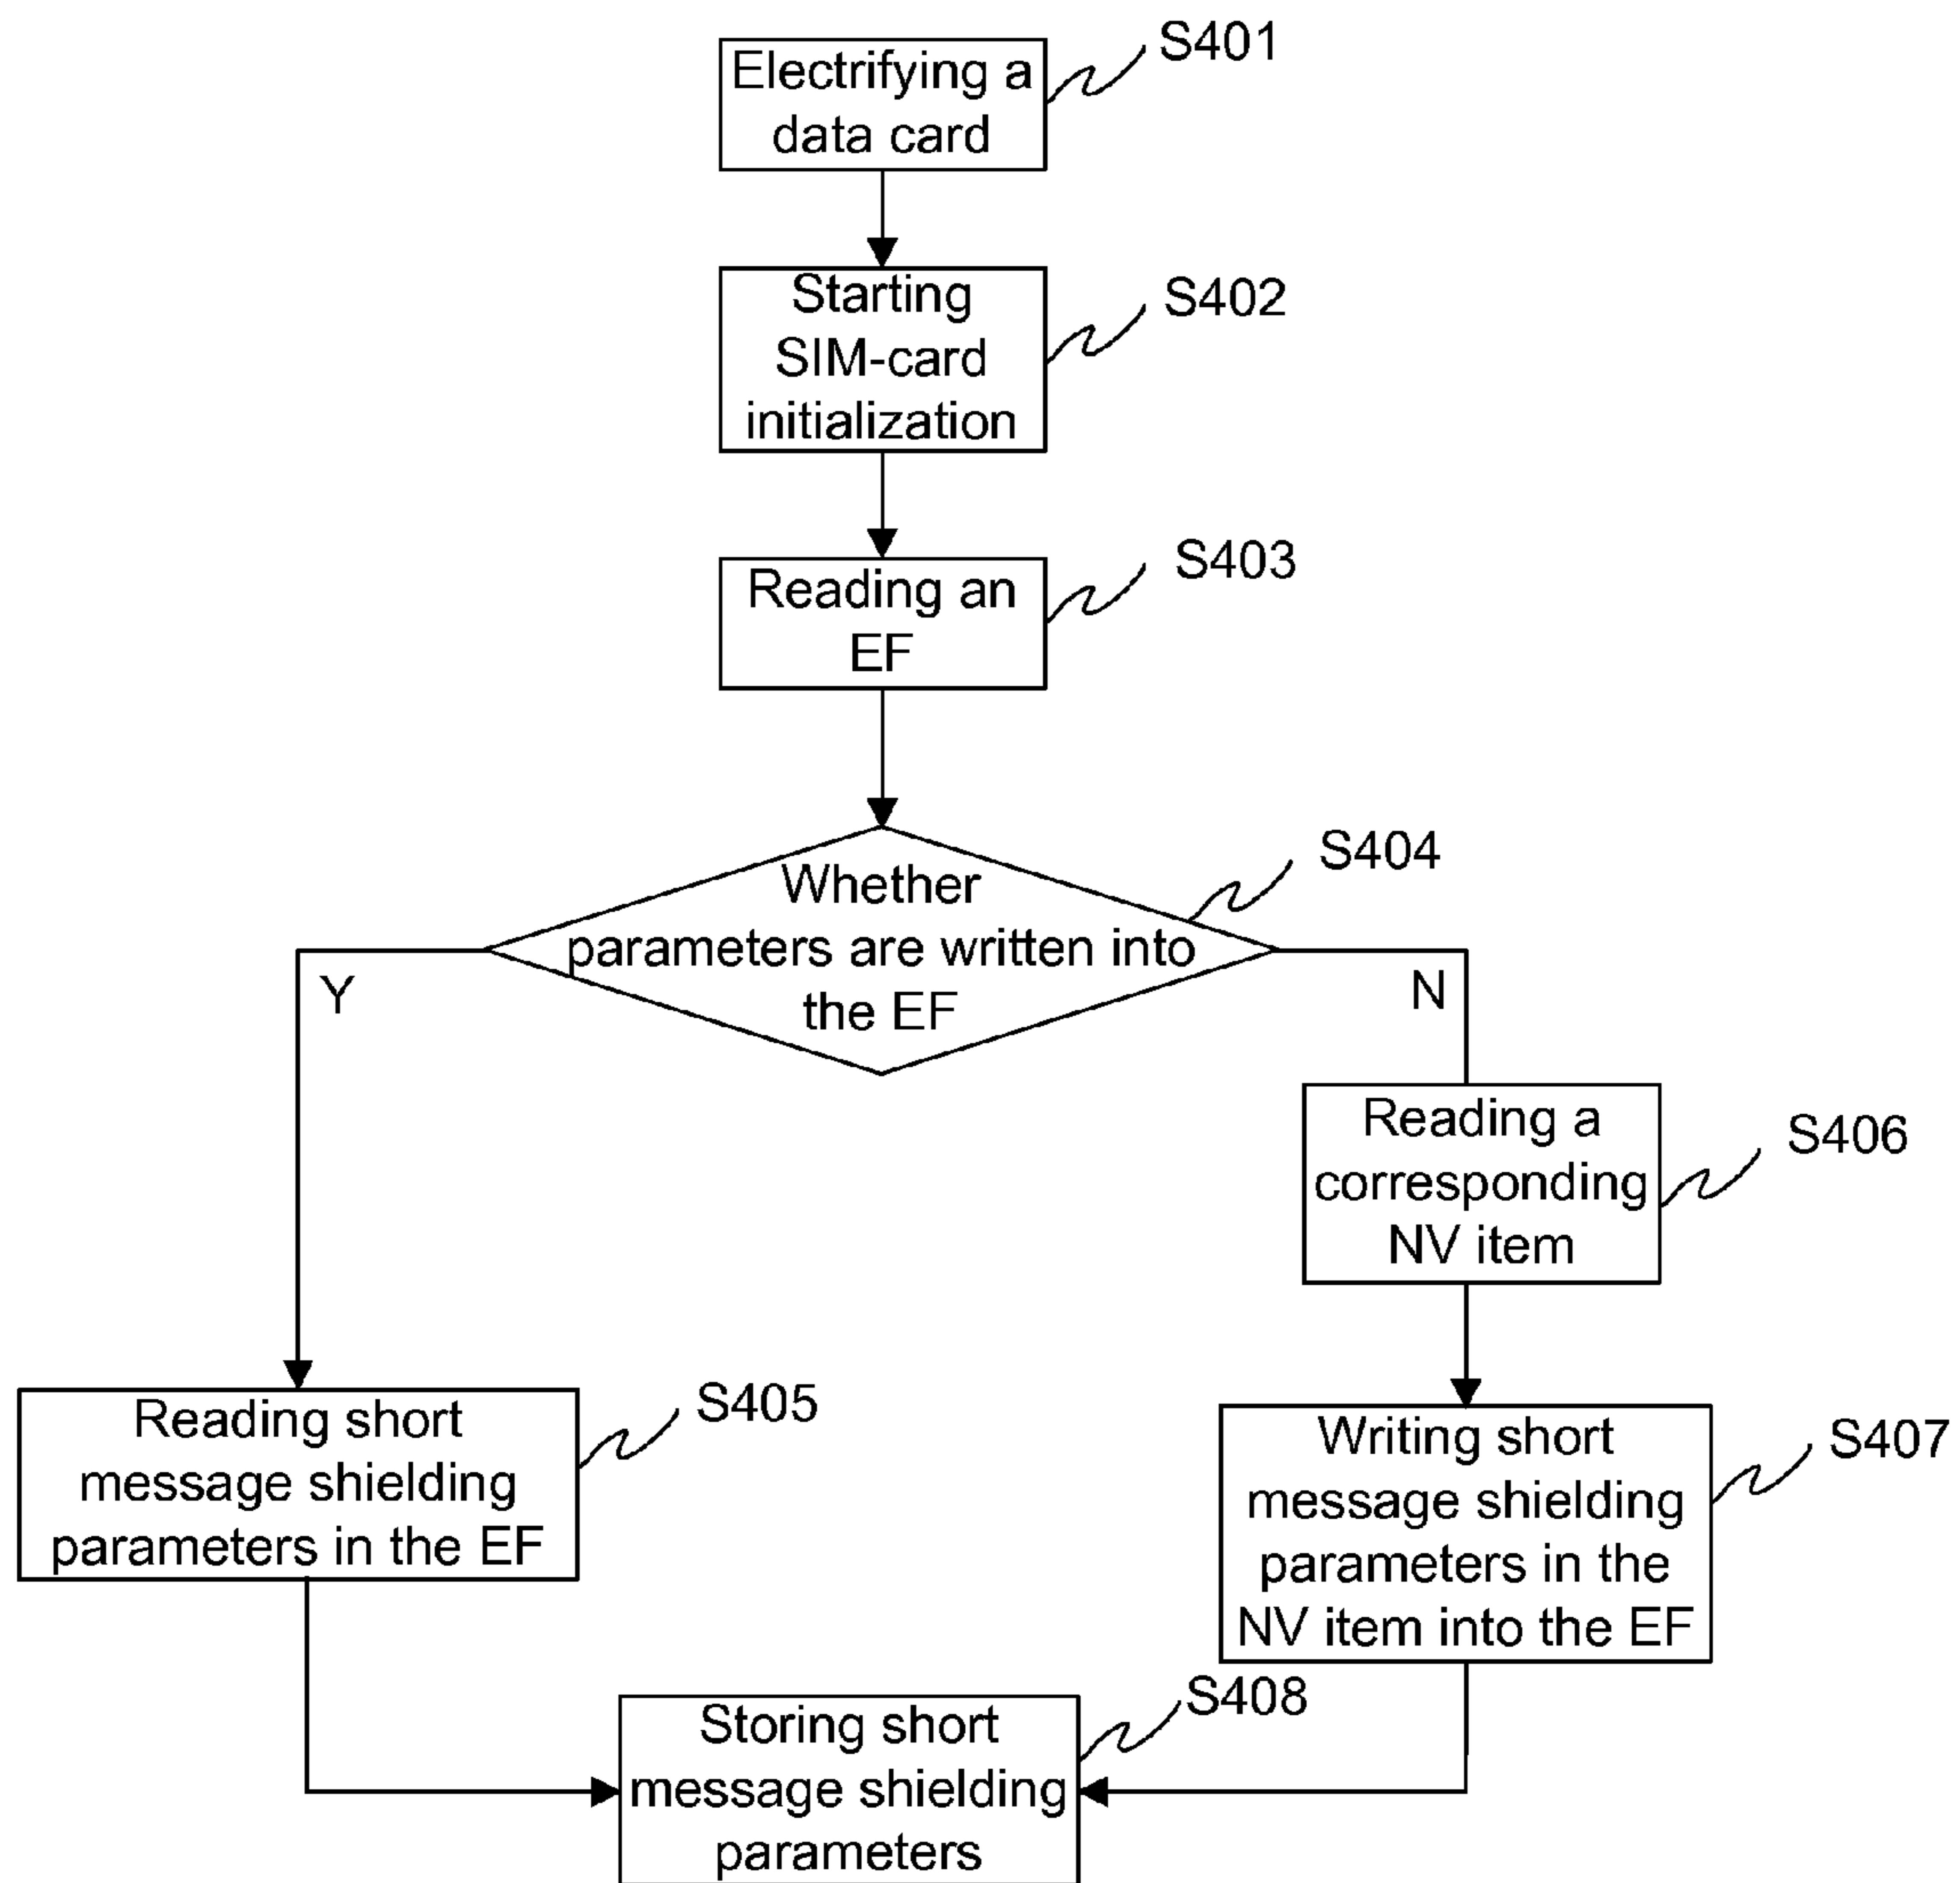 Electrifying a
data card
S401
Starting
SIM-card
initialization
S402
Reading an
EF
S403
Whether
parameters are written into
the EF
S404
Y
N
Reading a
corresponding
NV item
S406
Reading short
message shielding
parameters in the EF
S405
Writing short
message shielding
parameters in the
NV item into the EF
S407
Storing short
message shielding
parameters
S408